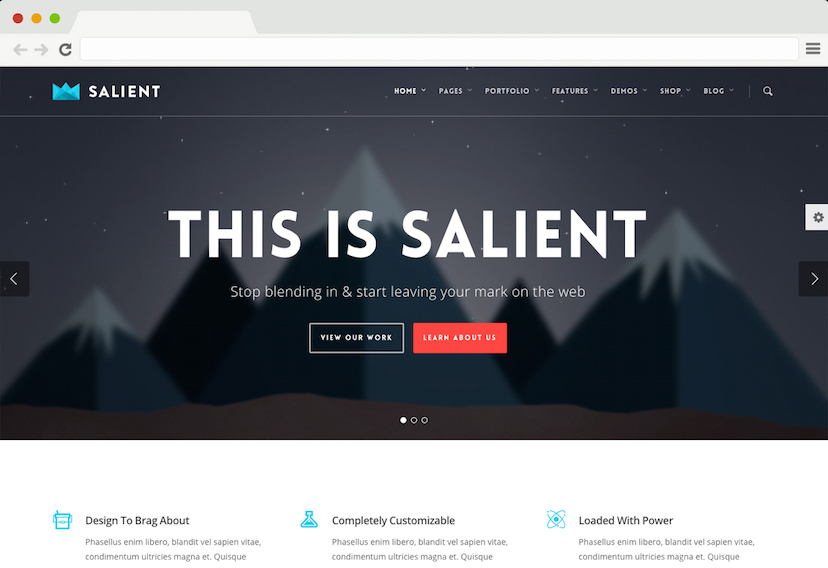 SALIENT
HOME PAGES PORTFOLIO FEATURES DEMOS SHOP BLOG
THIS IS SALIENT
Stop blending in & start leaving your mark on the web
VIEW OUR WORK LEARN ABOUT US
Design To Brag About
Phasellus enim libero, blandit vel sapien vitae,
condimentum ultricies magna et. Quisque
Completely Customizable
Phasellus enim libero, blandit vel sapien vitae,
condimentum ultricies magna et. Quisque
Loaded With Power
Phasellus enim libero, blandit vel sapien vitae,
condimentum ultricies magna et. Quisque